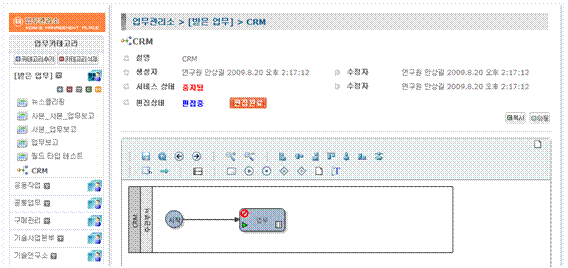 업무관리소
업무카테고리
카테고리추가 카테고리삭제
[받은 업무]
뉴스클리핑
사본_사본_업무보고
사본_업무보고
업무보고
필드 타입 테스트
CRM
공동작업
공통업무
구매관리
기술사업본부
기술연구소
업무관리소 > [받은 업무] > CRM
CRM
설명 CRM
생성자 연구원 안상길 2009.8.20 오후 2:17:12 수정자 연구원 안상길 2009.8.20 오후 2:17:12
서비스 상태 중지됨 수정자 연구원 안상길 2009.8.20 오후 2:17:12
편집상태 편집중 편집완료
복사 이동
CRM
시작
업무